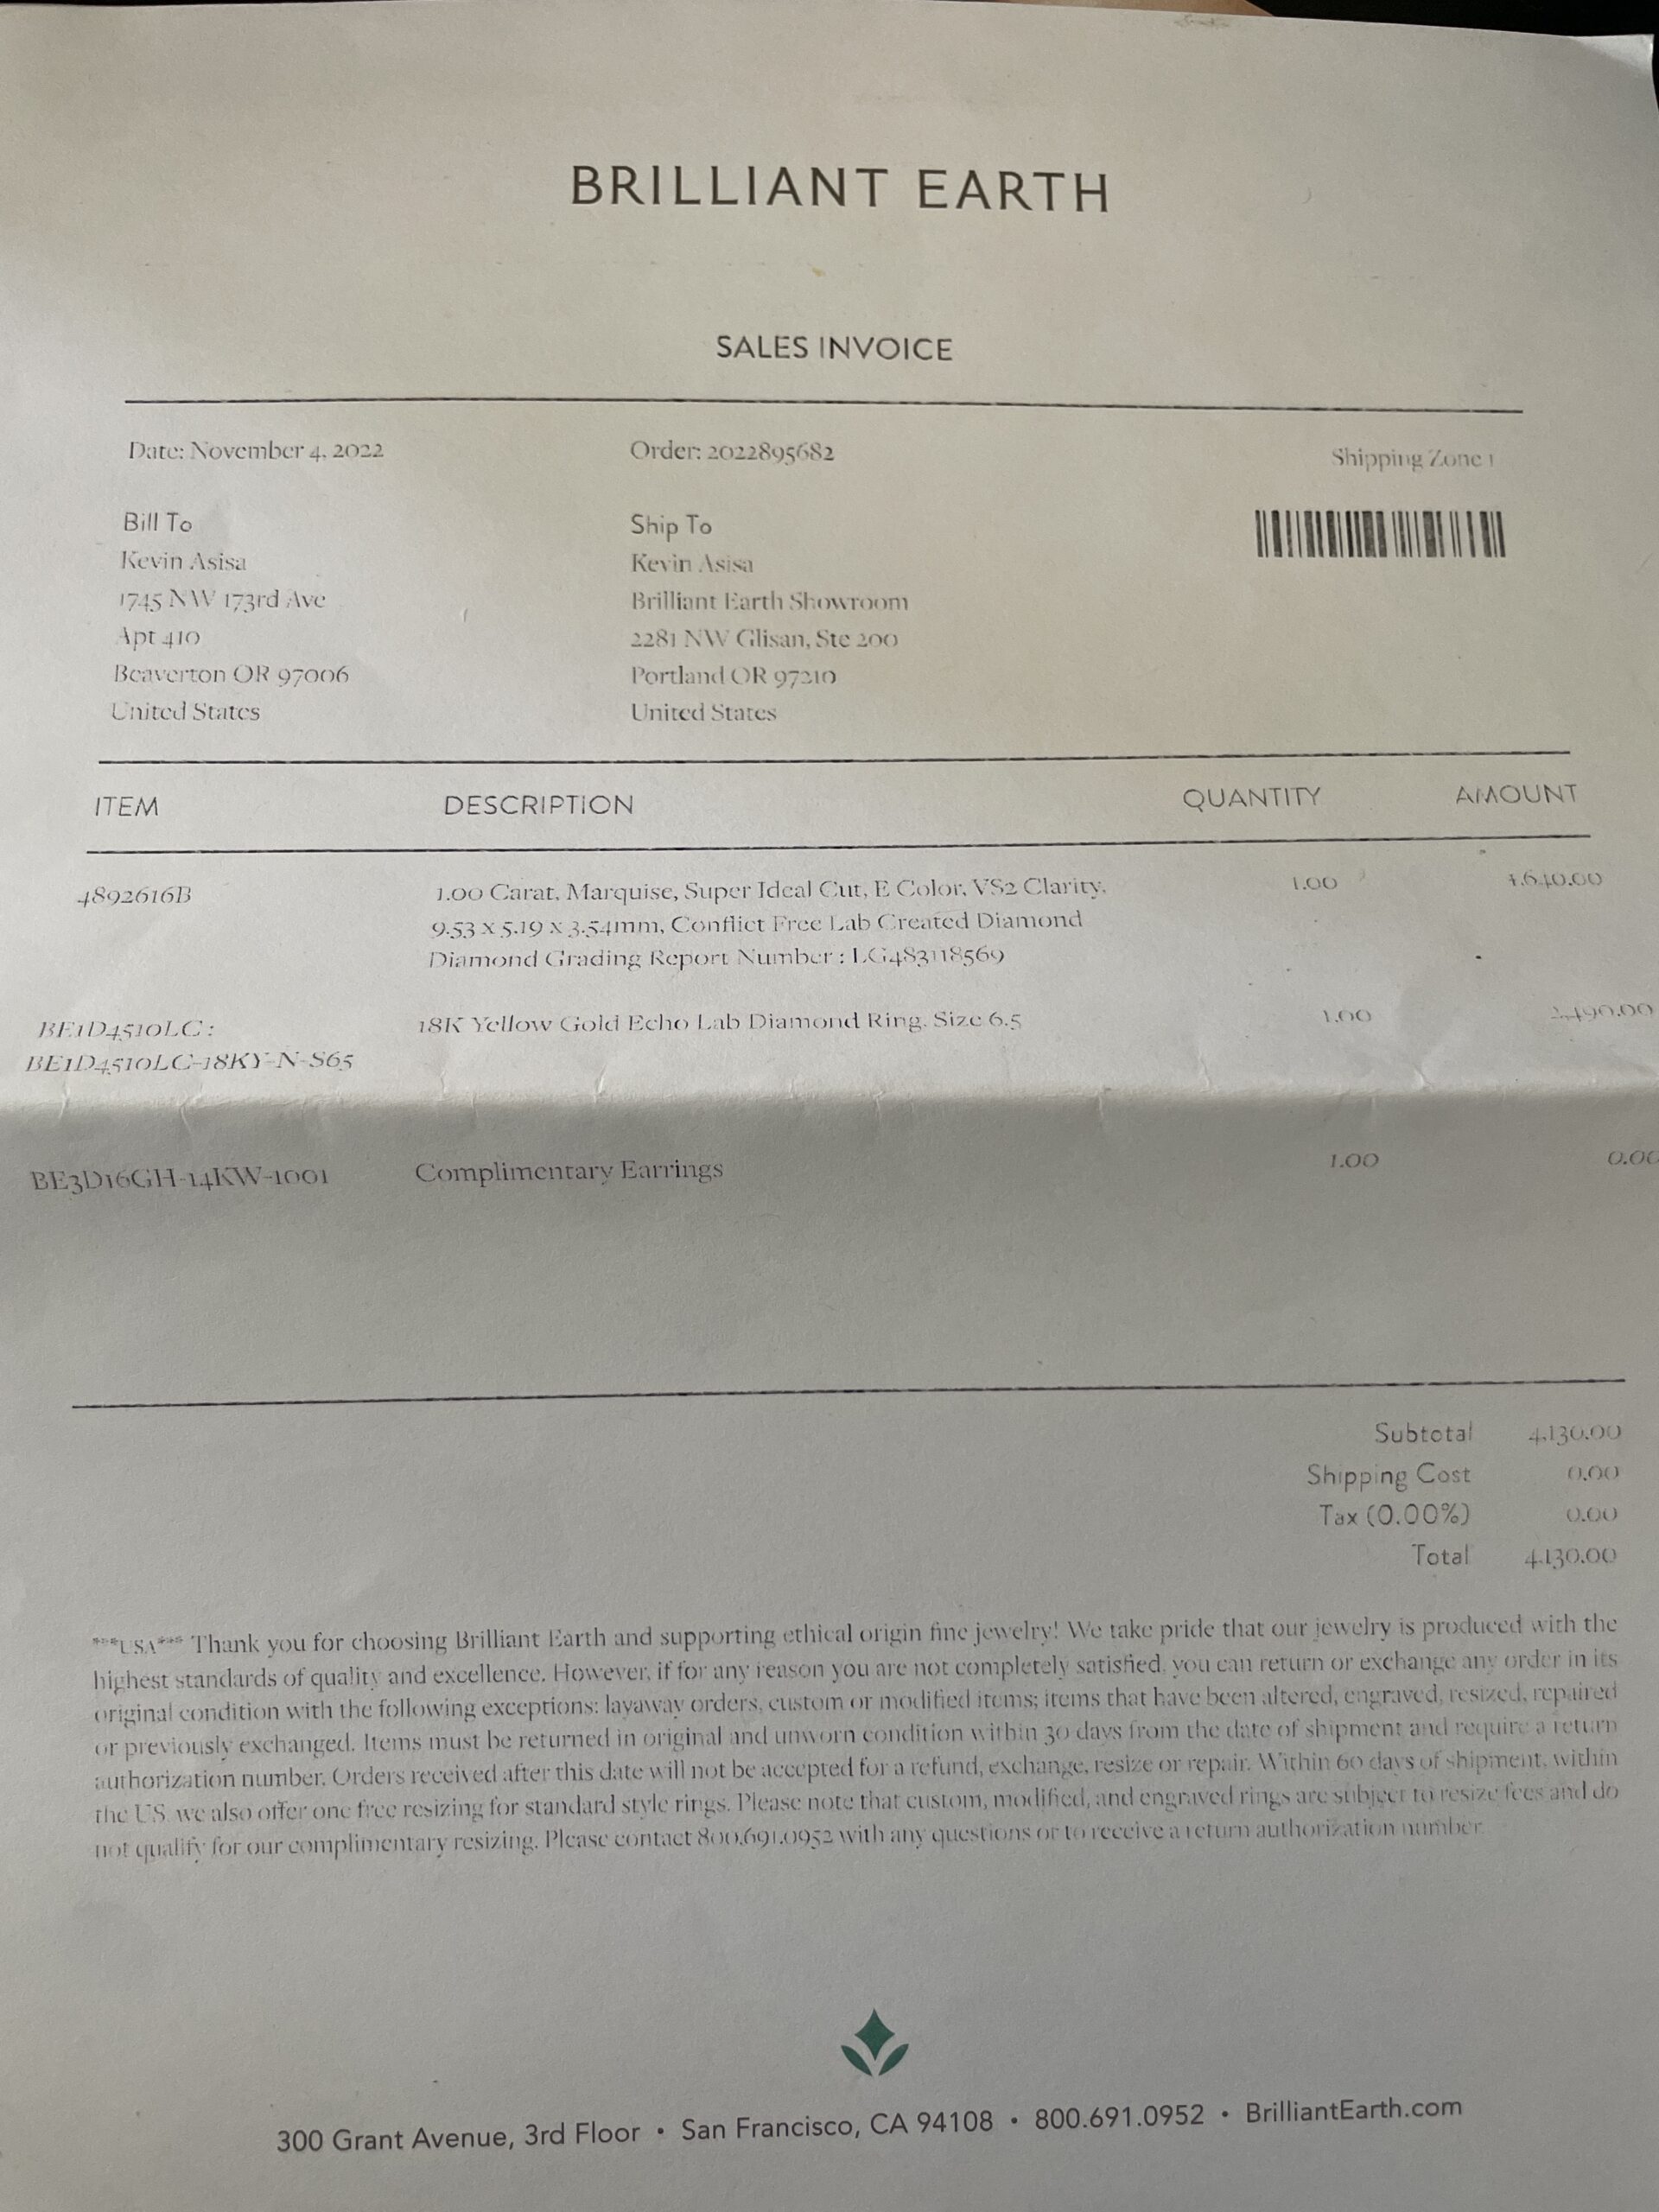 BRILLIANT EARTH
SALES INVOICE
Date: November 4, 2022
Order: 2022895682
Shipping Zone 1
Bill To
Kevin Asisa
1745 NW 173rd Ave
Apt 410
Beaverton OR 97006
United States
Ship To
Kevin Asisa
Brilliant Earth Showroom
2281 NW Glisan, Ste 200
Portland OR 97210
United States
ITEM DESCRIPTION QUANTITY AMOUNT
4892616B 1.00 Carat, Marquise, Super Ideal Cut, E Color, VS2 Clarity, 1.00 1,640.00
9.53 x 5.19 x 3.54mm, Conflict Free Lab Created Diamond
Diamond Grading Report Number : LG483118569
BE1D4510LC : 18K Yellow Gold Echo Lab Diamond Ring, Size 6.5 1.00 2,490.00
BE1D4510LC-18KY-N-S65
BE3D16GH-14KW-1001 Complimentary Earrings 1.00 0.00
Subtotal 4,130.00
Shipping Cost 0.00
Tax (0.00%) 0.00
Total 4,130.00
***USA*** Thank you for choosing Brilliant Earth and supporting ethical origin fine jewelry! We take pride that our jewelry is produced with the
highest standards of quality and excellence. However, if for any reason you are not completely satisfied, you can return or exchange any order in its
original condition with the following exceptions: layaway orders, custom or modified items; items that have been altered, engraved, resized, repaired
or previously exchanged. Items must be returned in original and unworn condition within 30 days from the date of shipment and require a return
authorization number. Orders received after this date will not be accepted for a refund, exchange, resize or repair. Within 60 days of shipment, within
the US, we also offer one free resizing for standard style rings. Please note that custom, modified, and engraved rings are subject to resize fees and do
not qualify for our complimentary resizing. Please contact 800.691.0952 with any questions or to receive a return authorization number.
300 Grant Avenue, 3rd Floor • San Francisco, CA 94108 • 800.691.0952 • BrilliantEarth.com